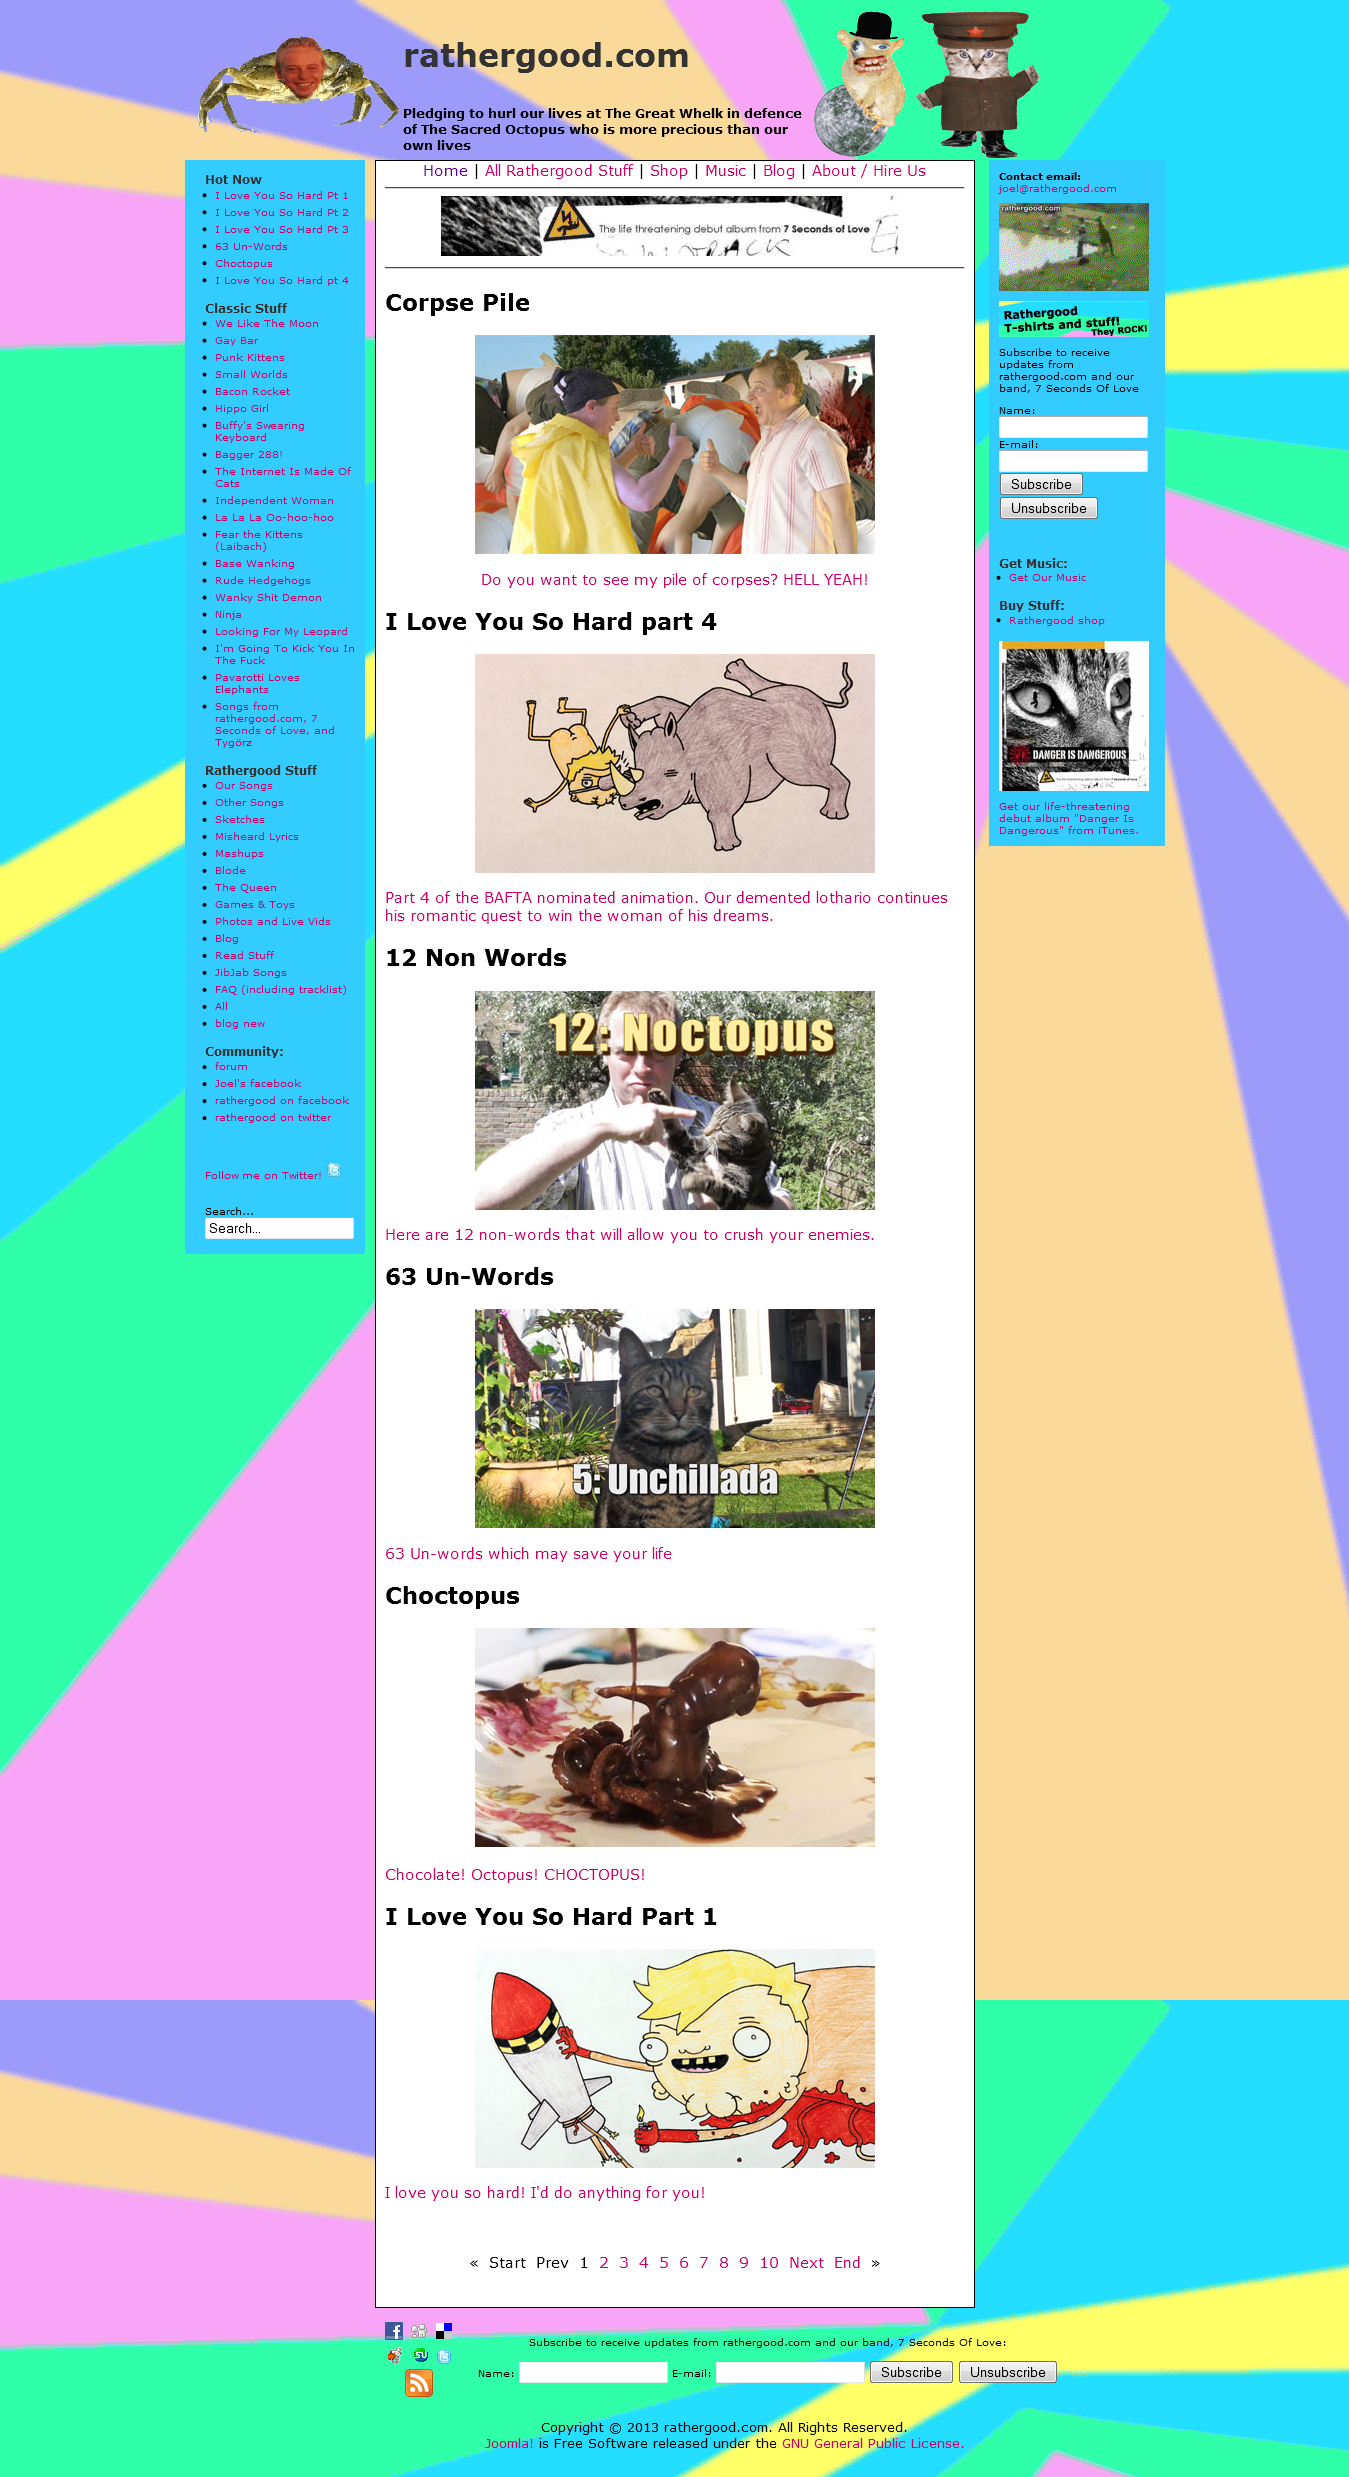 rathergood.com
Pledging to hurl our lives at The Great Whelk in defence
of The Sacred Octopus who is more precious than our
own lives
Hot Now
I Love You So Hard Pt 1
I Love You So Hard Pt 2
I Love You So Hard Pt 3
63 Un-Words
Choctopus
I Love You So Hard pt 4
Classic Stuff
We Like The Moon
Gay Bar
Punk Kittens
Small Worlds
Bacon Rocket
Hippo Girl
Buffy's Swearing
Keyboard
Bagger 288!
The Internet Is Made Of
Cats
Independent Woman
La La La Oo-hoo-hoo
Fear the Kittens
(Laibach)
Base Wanking
Rude Hedgehogs
Wanky Shit Demon
Ninja
Looking For My Leopard
I'm Going To Kick You In
The Fuck
Pavarotti Loves
Elephants
Songs from
rathergood.com, 7
Seconds of Love, and
Tygörz
Rathergood Stuff
Our Songs
Other Songs
Sketches
Misheard Lyrics
Mashups
Blode
The Queen
Games & Toys
Photos and Live Vids
Blog
Read Stuff
JibJab Songs
FAQ (including tracklist)
All
blog new
Community:
forum
Joel's facebook
rathergood on facebook
rathergood on twitter
Follow me on Twitter!
Search...
Search...
Home | All Rathergood Stuff | Shop | Music | Blog | About / Hire Us
The life threatening debut album from 7 Seconds of Love
Corpse Pile
Do you want to see my pile of corpses? HELL YEAH!
I Love You So Hard part 4
Part 4 of the BAFTA nominated animation. Our demented lothario continues
his romantic quest to win the woman of his dreams.
12 Non Words
12: Noctopus
Here are 12 non-words that will allow you to crush your enemies.
63 Un-Words
5: Unchillada
63 Un-words which may save your life
Choctopus
Chocolate! Octopus! CHOCTOPUS!
I Love You So Hard Part 1
I love you so hard! I'd do anything for you!
« Start Prev 1 2 3 4 5 6 7 8 9 10 Next End »
Contact email:
joel@rathergood.com
rathergood.com
Rathergood
T-shirts and stuff!
They ROCK!
Subscribe to receive
updates from
rathergood.com and our
band, 7 Seconds Of Love
Name:
E-mail:
Subscribe
Unsubscribe
Get Music:
Get Our Music
Buy Stuff:
Rathergood shop
DANGER IS DANGEROUS
The life threatening debut album from 7 Seconds of Love
Get our life-threatening
debut album "Danger Is
Dangerous" from iTunes.
Subscribe to receive updates from rathergood.com and our band, 7 Seconds Of Love:
Name: E-mail: Subscribe Unsubscribe
Copyright © 2013 rathergood.com. All Rights Reserved.
Joomla! is Free Software released under the GNU General Public License.